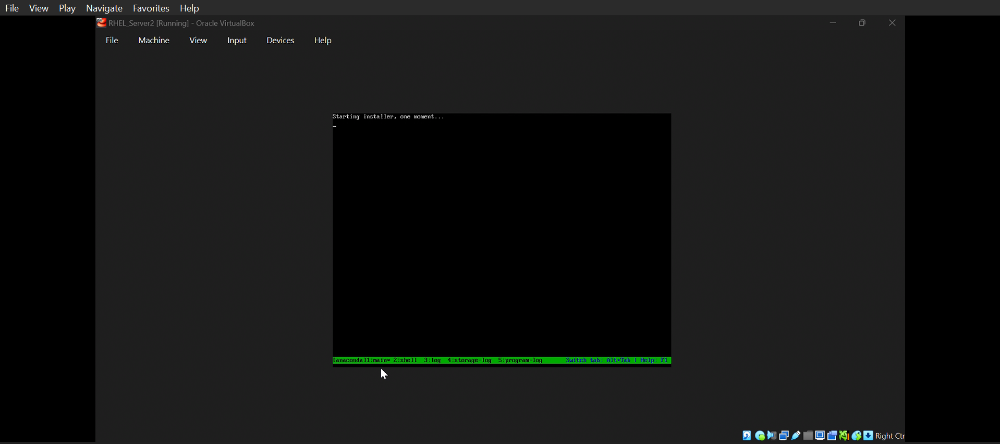 File View Play Navigate Favorites Help
RHEL_Server2 [Running] - Oracle VirtualBox
File Machine View Input Devices Help
Starting installer, one moment...
[anaconda]1:main* 2:shell 3:log 4:storage-log 5:program-log Switch tab: Alt+Tab | Help: F1
Right Ctr